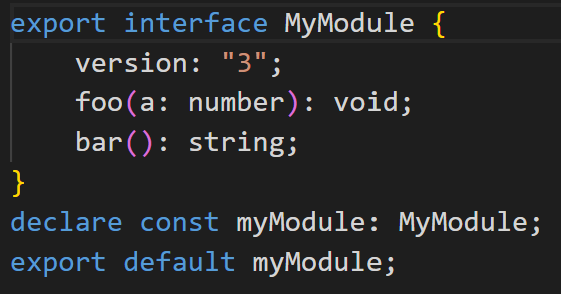 export interface MyModule {
    version: "3";
    foo(a: number): void;
    bar(): string;
}
declare const myModule: MyModule;
export default myModule;